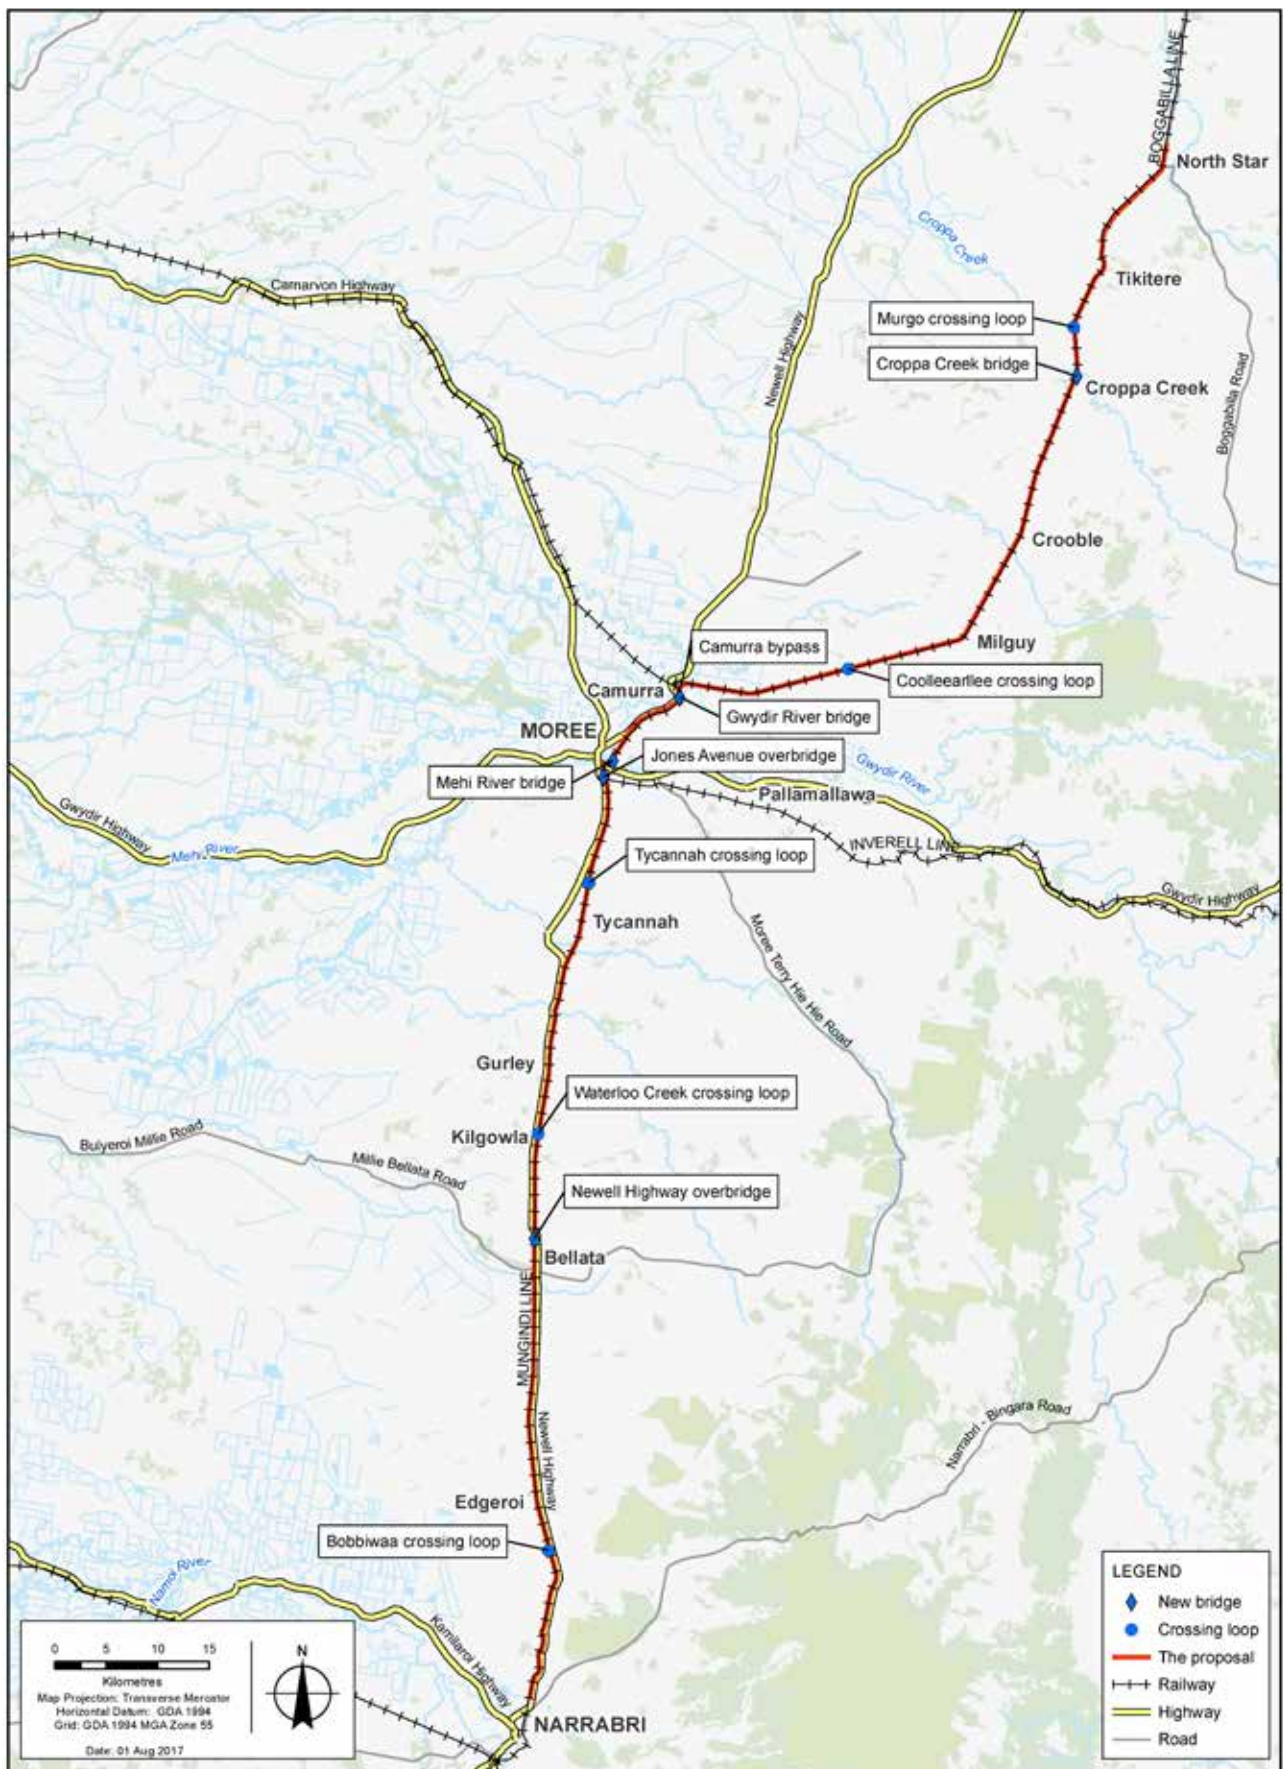 BOGGABILLA LINE
North Star
Croppa
Creek
Tikitere
Carnarvon Highway
Murgo crossing loop
Newell Highway
Croppa Creek bridge
Croppa Creek
Boggabilla Road
Crooble
Milguy
Camurra bypass
Coolleearllee crossing loop
Camurra
Gwydir River bridge
MOREE
Jones Avenue overbridge
Gwydir River
Mehi River bridge
Pallamallawa
Gwydir Highway
Mehi River
INVERELL LINE
Tycannah crossing loop
Gwydir Highway
Tycannah
Moree Terry Hie Hie Road
Gurley
Waterloo Creek crossing loop
Kilgowla
Bulyeroi Millie Road
Millie Bellata Road
Newell Highway overbridge
Bellata
MUNGINDI LINE
Narrabri - Bingara Road
Newell Highway
Edgeroi
Bobbiwaa crossing loop
Namoi River
Kamilaroi Highway
NARRABRI
0 5 10 15
Kilometres
Map Projection: Transverse Mercator
Horizontal Datum: GDA 1994
Grid: GDA 1994 MGA Zone 55
Date: 01 Aug 2017
N
LEGEND
New bridge
Crossing loop
The proposal
Railway
Highway
Road